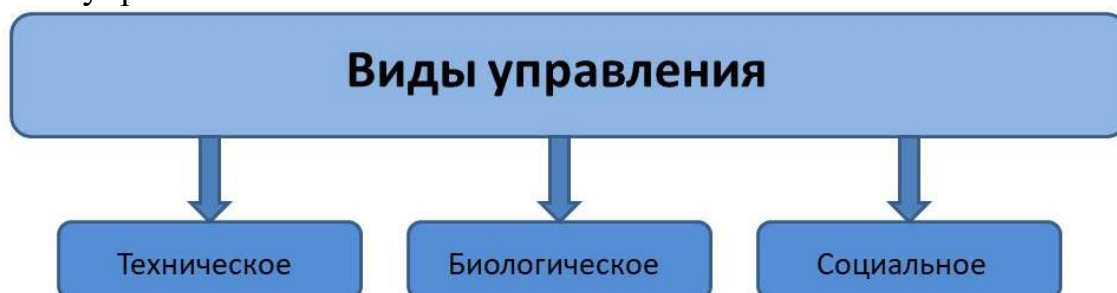 Виды управления
Техническое
Биологическое
Социальное